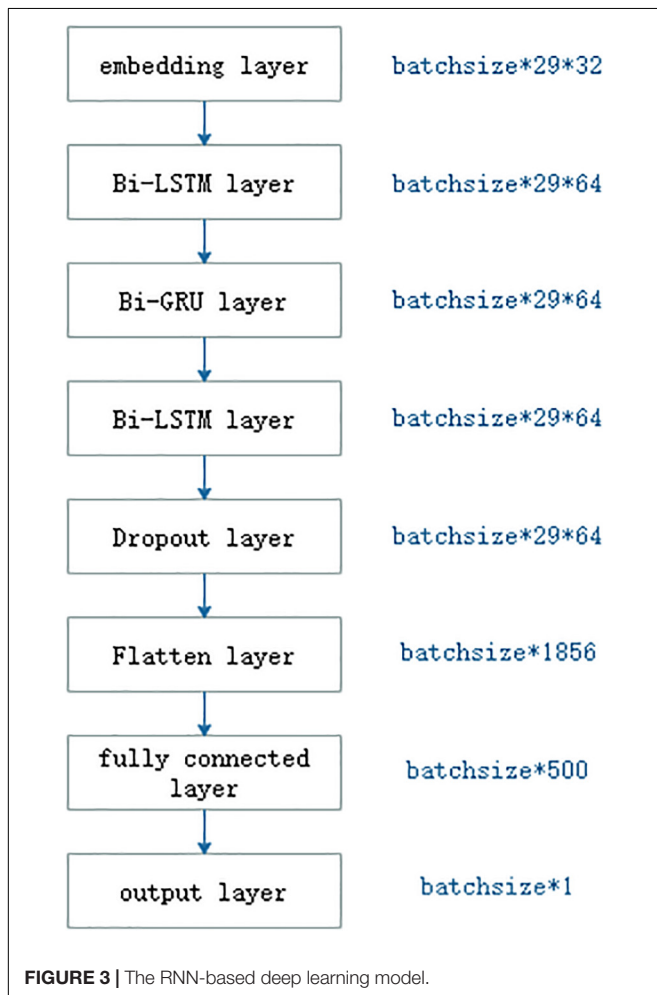 embedding layer batchsize*29*32
Bi-LSTM layer batchsize*29*64
Bi-GRU layer batchsize*29*64
Bi-LSTM layer batchsize*29*64
Dropout layer batchsize*29*64
Flatten layer batchsize*1856
fully connected
layer batchsize*500
output layer batchsize*1
FIGURE 3 | The RNN-based deep learning model.